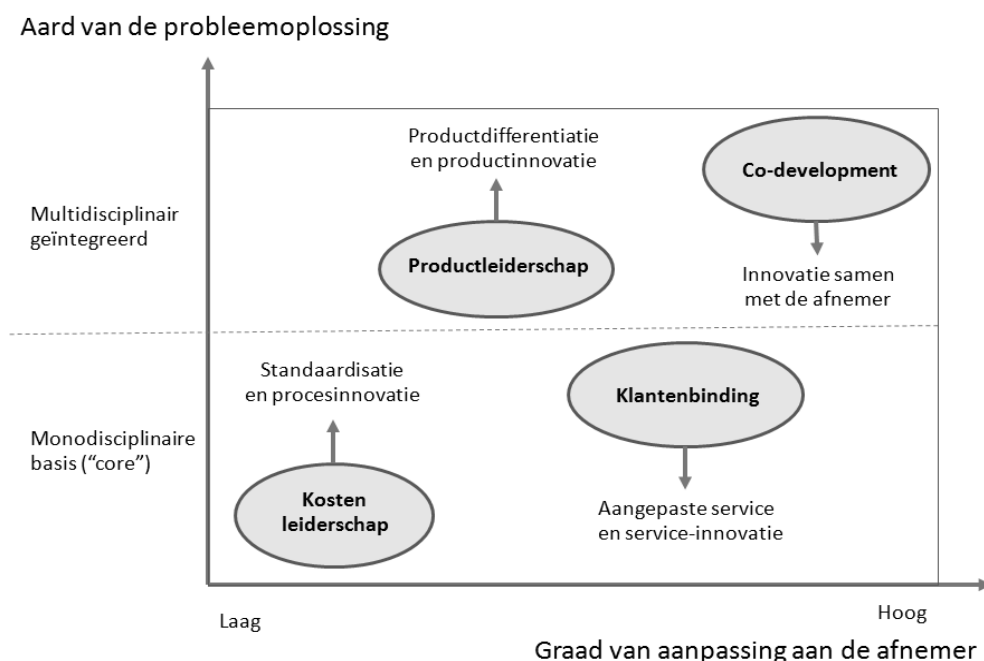 Aard van de probleemoplossing
Productdifferentiatie
en productinnovatie
Co-development
Multidisciplinair
geïntegreerd
Productleiderschap
Innovatie samen
met de afnemer
Standaardisatie
en procesinnovatie
Klantenbinding
Monodisciplinaire
basis (“core”)
Kosten
leiderschap
Aangepaste service
en service-innovatie
Laag
Hoog
Graad van aanpassing aan de afnemer